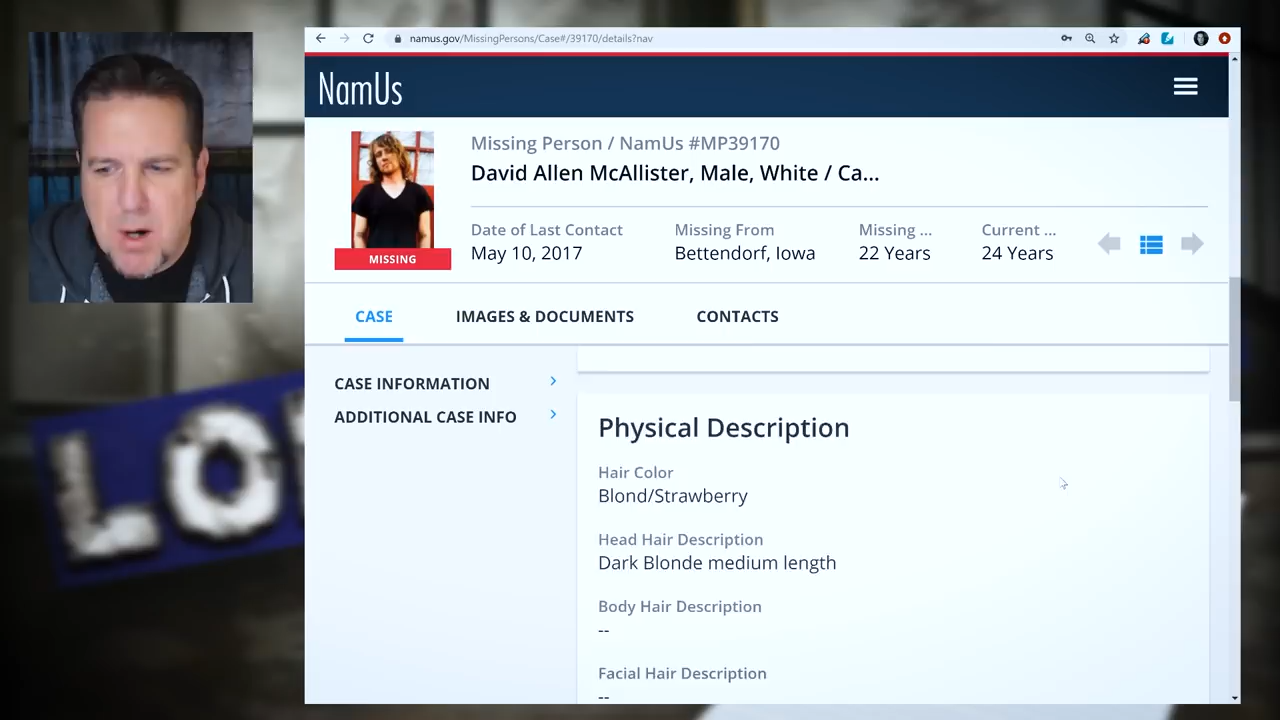 namus.gov/MissingPersons/Case#/39170/details?nav
NamUs
Missing Person / NamUs #MP39170
David Allen McAllister, Male, White / Ca...
Date of Last Contact
May 10, 2017
Missing From
Bettendorf, Iowa
Missing ...
22 Years
Current ...
24 Years
MISSING
CASE
IMAGES & DOCUMENTS
CONTACTS
CASE INFORMATION
ADDITIONAL CASE INFO
Physical Description
Hair Color
Blond/Strawberry
Head Hair Description
Dark Blonde medium length
Body Hair Description
--
Facial Hair Description
--